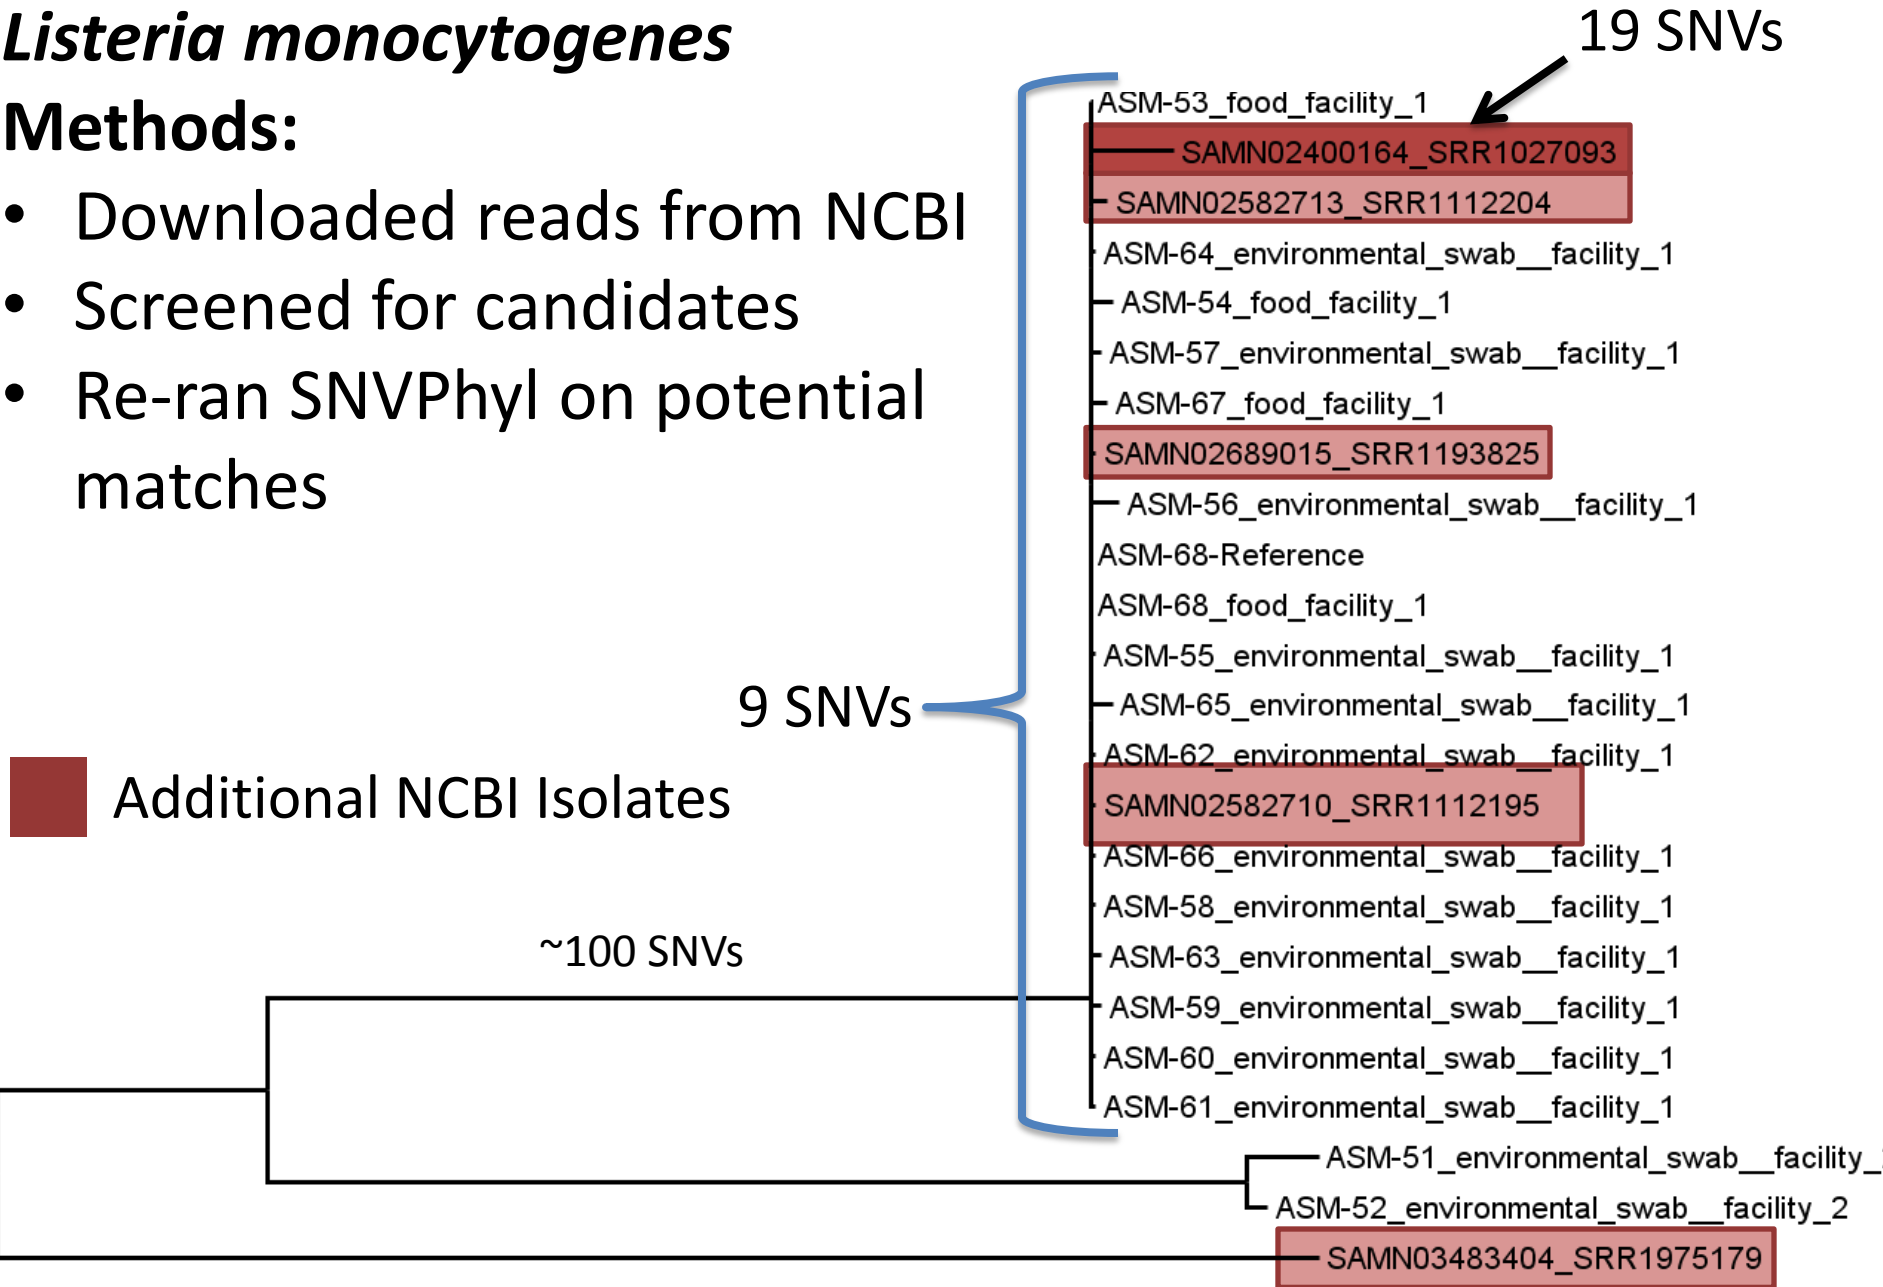 Listeria monocytogenes
Methods:
• Downloaded reads from NCBI
• Screened for candidates
• Re-ran SNVPhyl on potential
matches
19 SNVs
ASM-53_food_facility_1
SAMN02400164_SRR1027093
SAMN02582713_SRR1112204
ASM-64_environmental_swab__facility_1
ASM-54_food_facility_1
ASM-57_environmental_swab__facility_1
ASM-67_food_facility_1
SAMN02689015_SRR1193825
ASM-56_environmental_swab__facility_1
ASM-68-Reference
ASM-68_food_facility_1
ASM-55_environmental_swab__facility_1
9 SNVs
ASM-65_environmental_swab__facility_1
ASM-62_environmental_swab__facility_1
Additional NCBI Isolates
SAMN02582710_SRR1112195
ASM-66_environmental_swab__facility_1
ASM-58_environmental_swab__facility_1
~100 SNVs
ASM-63_environmental_swab__facility_1
ASM-59_environmental_swab__facility_1
ASM-60_environmental_swab__facility_1
ASM-61_environmental_swab__facility_1
ASM-51_environmental_swab__facility_
ASM-52_environmental_swab__facility_2
SAMN03483404_SRR1975179